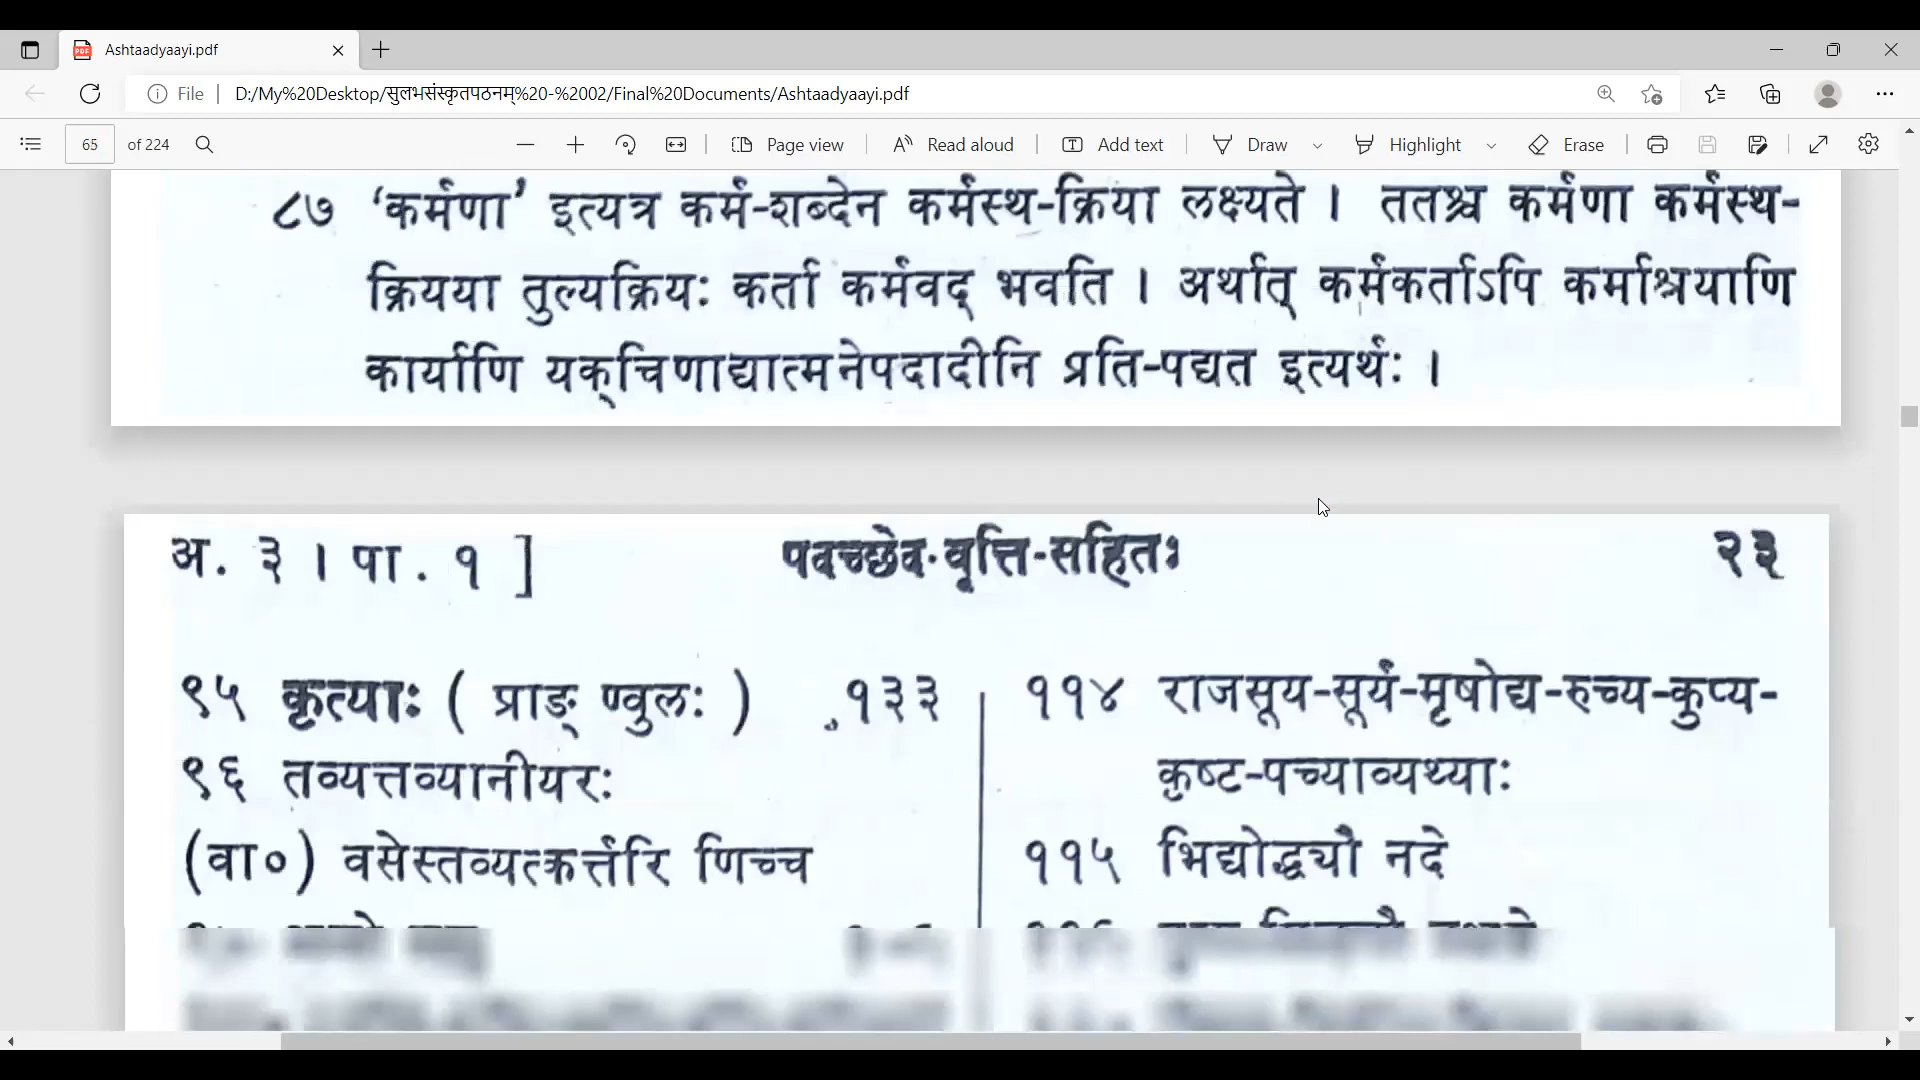 Ashtaadyaayi.pdf
File D:/My%20Desktop/सुलभसंस्कृतपठनम्%20-%2002/Final%20Documents/Ashtaadyaayi.pdf
65 of 224 Page view Read aloud Add text Draw Highlight Erase
८७ ‘कर्मणा’ इत्यत्र कर्म-शब्देन कर्मस्थ-क्रिया लक्ष्यते । ततश्च कर्मणा कर्मस्थ-
क्रियया तुल्यक्रियः कर्ता कर्मवद् भवति । अर्थात् कर्मकर्ताऽपि कर्माश्रयाणि
कार्याणि यक्चिणाद्यात्मनेपदादीनि प्रति-पद्यत इत्यर्थः ।
अ. ३ । पा. १ ] पदच्छेद-वृत्ति-सहितः २३
९५ कृत्याः ( प्राङ् ण्वुलः ) १३३
९६ तव्यत्तव्यानीयरः
(वा०) वसेस्तव्यत्कर्त्तरि णिच्च
११४ राजसूय-सूर्य-मृषोद्य-रुच्य-कुप्य-
कृष्ट-पच्याव्यथ्याः
११५ भिद्योद्ध्यौ नदे